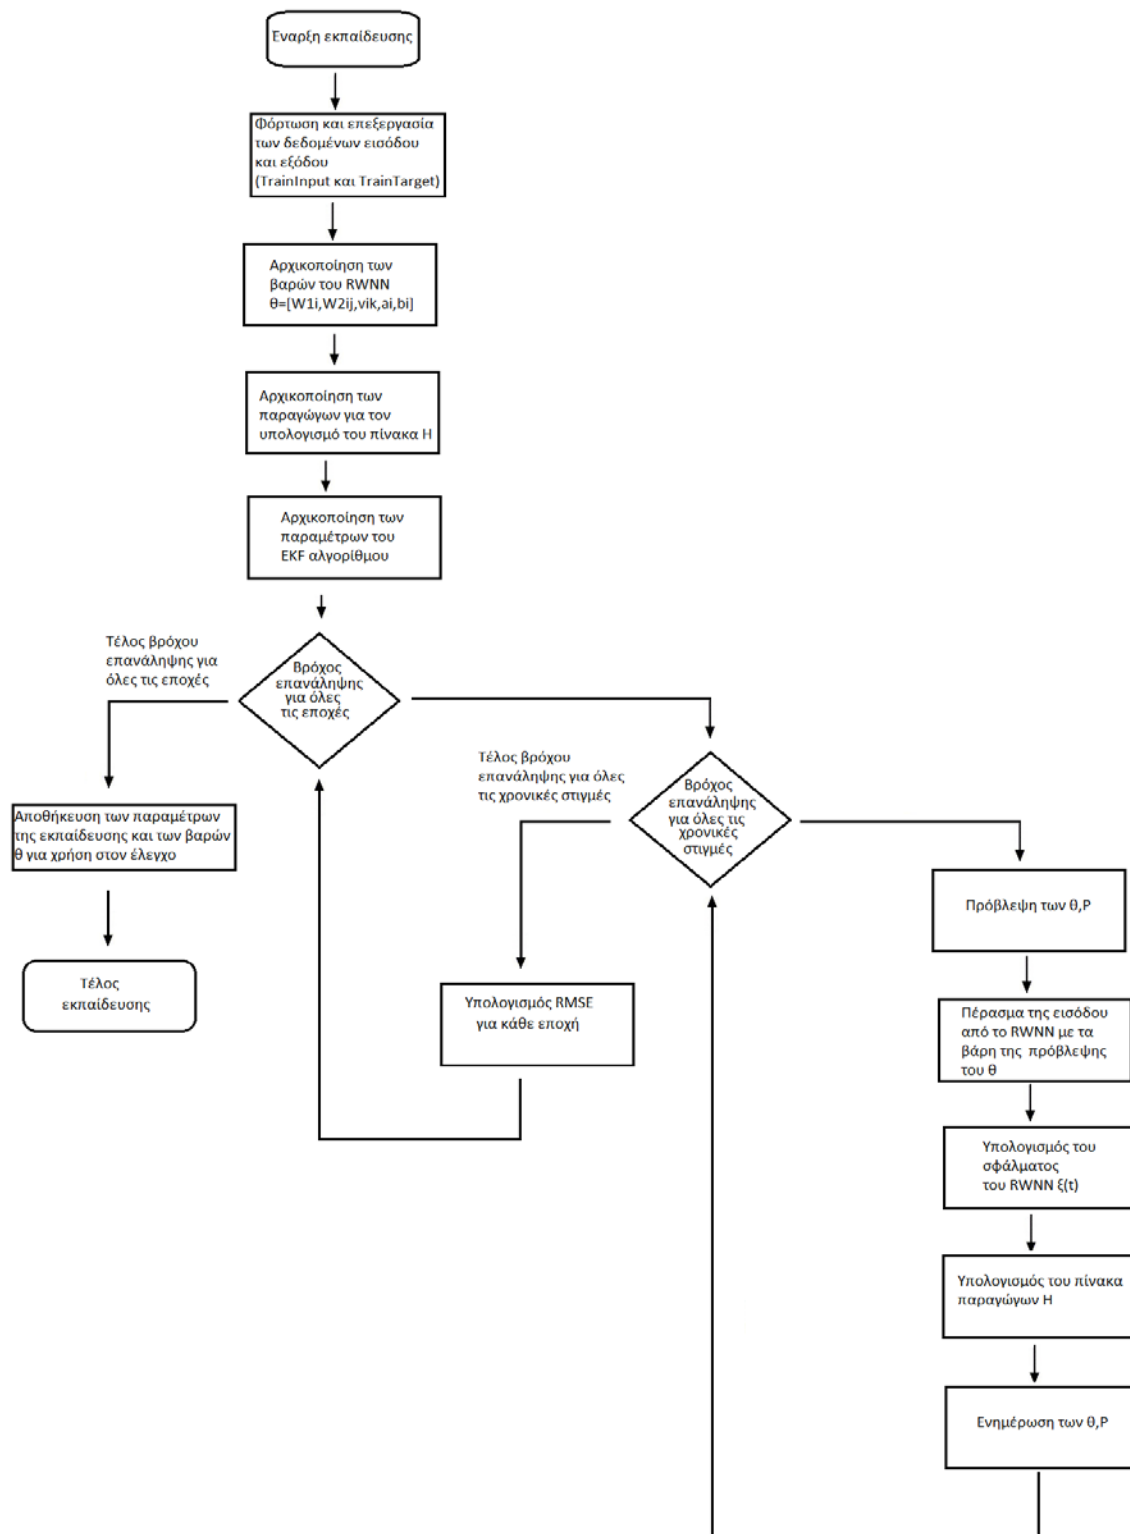 Έναρξη εκπαίδευσης
Φόρτωση και επεξεργασία
των δεδομένων εισόδου
και εξόδου
(TrainInput και TrainTarget)
Αρχικοποίηση των
βαρών του RWNN
θ=[W1i,W2ij,vik,ai,bi]
Αρχικοποίηση των
παραγώγων για τον
υπολογισμό του πίνακα Η
Αρχικοποίηση των
παραμέτρων του
EKF αλγορίθμου
Τέλος βρόχου
επανάληψης για
όλες τις εποχές
Βρόχος
επανάληψης
για όλες
τις εποχές
Τέλος βρόχου
επανάληψης για όλες
τις χρονικές στιγμές
Βρόχος
επανάληψης
για όλες τις
χρονικές
στιγμές
Αποθήκευση των παραμέτρων
της εκπαίδευσης και των βαρών
θ για χρήση στον έλεγχο
Τέλος
εκπαίδευσης
Υπολογισμός RMSE
για κάθε εποχή
Πρόβλεψη των θ,P
Πέρασμα της εισόδου
από το RWNN με τα
βάρη της πρόβλεψης
του θ
Υπολογισμός του
σφάλματος
του RWNN ξ(t)
Υπολογισμός του πίνακα
παραγώγων Η
Ενημέρωση των θ,P